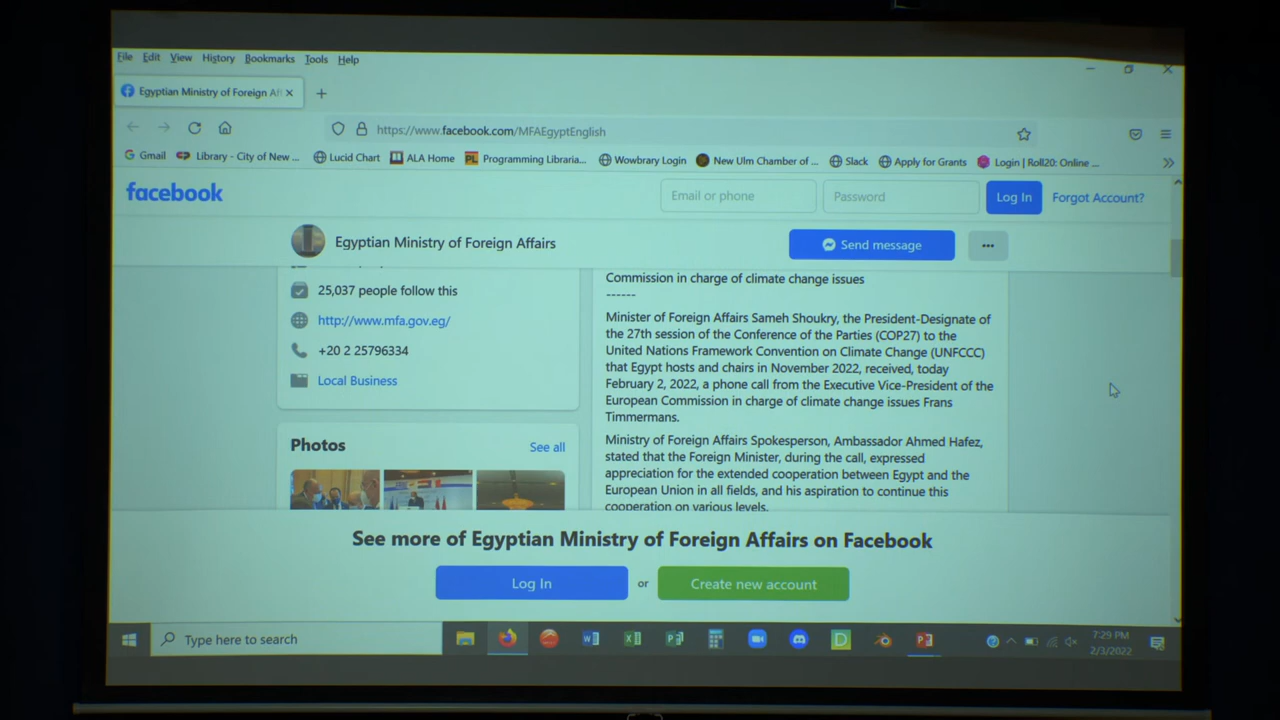 File Edit View History Bookmarks Tools Help
Egyptian Ministry of Foreign Af
https://www.facebook.com/MFAEgyptEnglish
Gmail Library - City of New ... Lucid Chart ALA Home PL Programming Libraria... Wowbrary Login New Ulm Chamber of ... Slack Apply for Grants Login | Roll20: Online ...
facebook Email or phone Password Log In Forgot Account?
Egyptian Ministry of Foreign Affairs Send message
25,037 people follow this
http://www.mfa.gov.eg/
+20 2 25796334
Local Business
Photos See all
Commission in charge of climate change issues
------
Minister of Foreign Affairs Sameh Shoukry, the President-Designate of
the 27th session of the Conference of the Parties (COP27) to the
United Nations Framework Convention on Climate Change (UNFCCC)
that Egypt hosts and chairs in November 2022, received, today
February 2, 2022, a phone call from the Executive Vice-President of the
European Commission in charge of climate change issues Frans
Timmermans.
Ministry of Foreign Affairs Spokesperson, Ambassador Ahmed Hafez,
stated that the Foreign Minister, during the call, expressed
appreciation for the extended cooperation between Egypt and the
European Union in all fields, and his aspiration to continue this
cooperation on various levels.
See more of Egyptian Ministry of Foreign Affairs on Facebook
Log In or Create new account
Type here to search
7:29 PM
2/3/2022